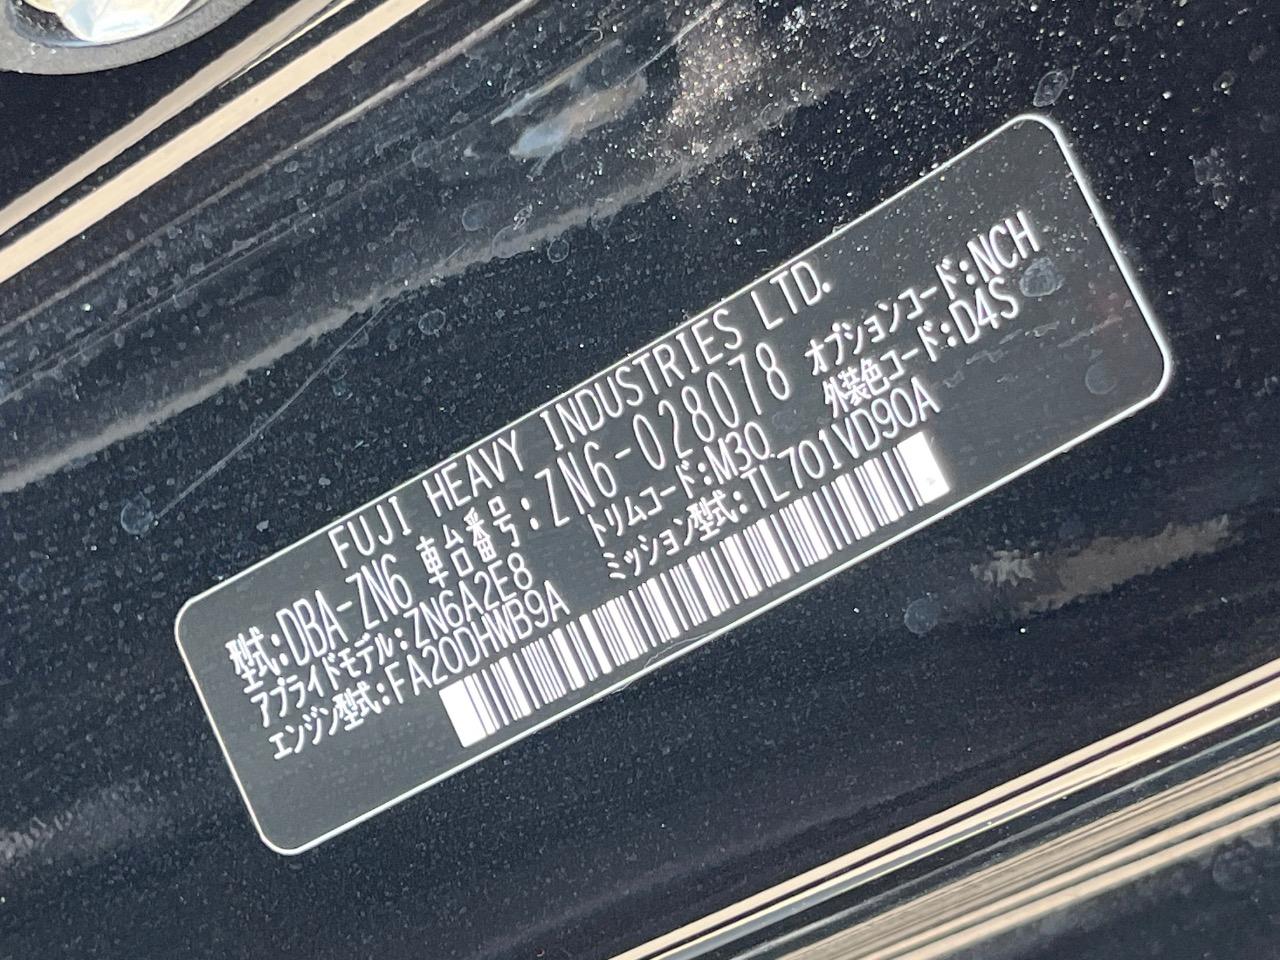 FUJI HEAVY INDUSTRIES LTD.
型式:DBA-ZN6 車台番号:ZN6-028078
アプライドモデル:ZN6A2E8 トリムコード:M30 オプションコード:NCH
エンジン型式:FA20DHWB9A ミッション型式:TL701VD90A 外装色コード:D4S